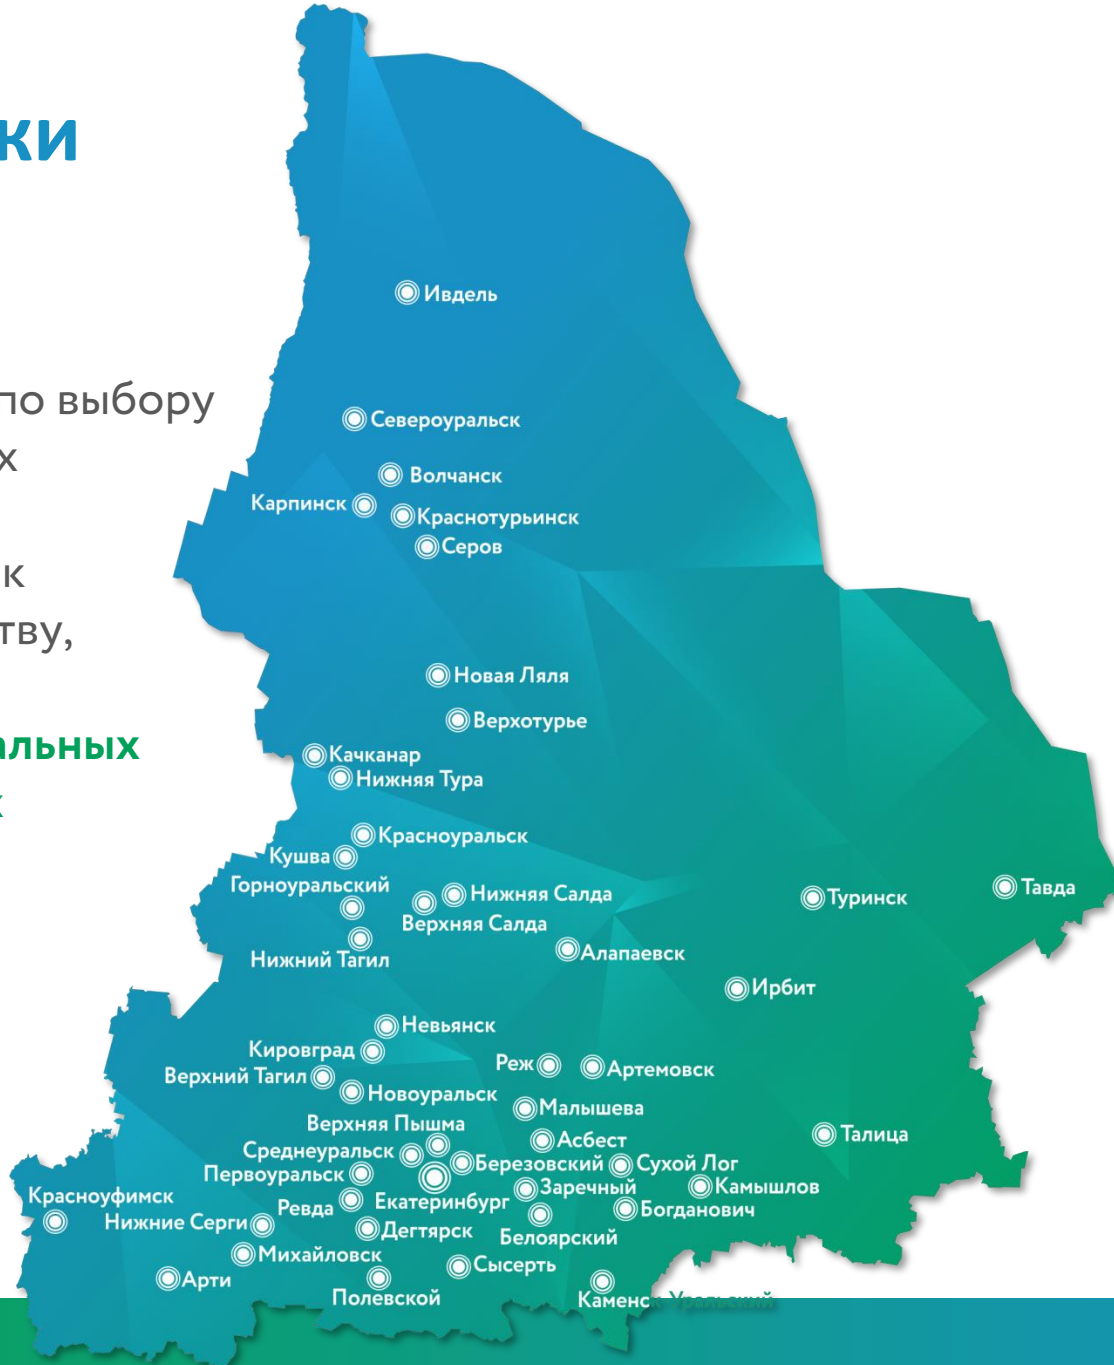 ки
по выбору
х
к
тву,
альных
х
Ивдель
Североуральск
Волчанск
Карпинск
Краснотурьинск
Серов
Новая Ляля
Верхотурье
Качканар
Нижняя Тура
Красноуральск
Кушва
Горноуральский
Нижняя Салда
Верхняя Салда
Туринск
Тавда
Нижний Тагил
Алапаевск
Ирбит
Невьянск
Кировград
Реж
Артемовск
Верхний Тагил
Новоуральск
Малышева
Верхняя Пышма
Асбест
Талица
Среднеуральск
Березовский
Сухой Лог
Первоуральск
Заречный
Камышлов
Красноуфимск
Ревда
Екатеринбург
Богданович
Нижние Серги
Дегтярск
Белоярский
Михайловск
Сысерть
Арти
Полевской
Каменск-Уральский